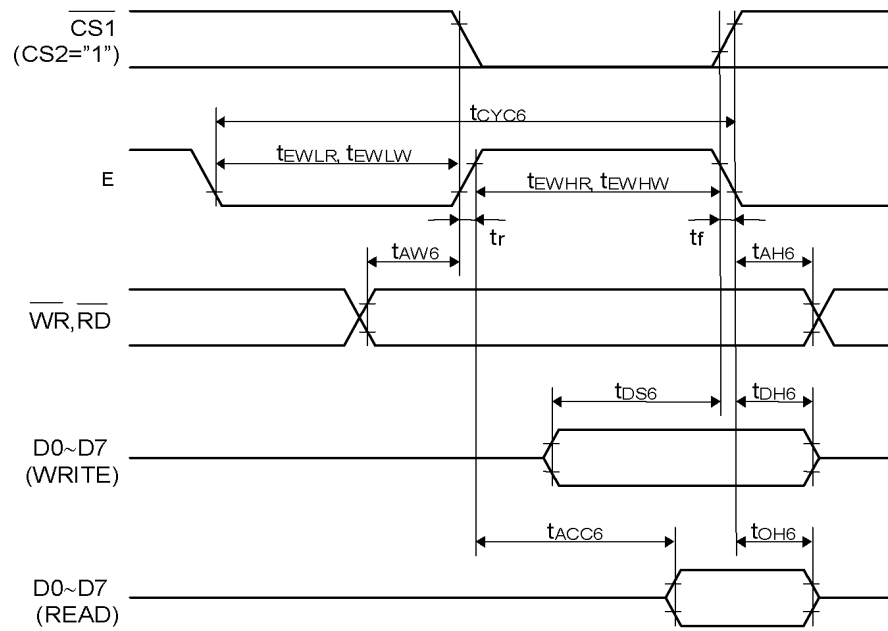 CS1
(CS2=”1”)
tCYC6
tEWLR, tEWLW
E
tEWHR, tEWHW
tr
tf
tAW6
tAH6
WR,RD
tDS6
tDH6
D0~D7
(WRITE)
tACC6
tOH6
D0~D7
(READ)